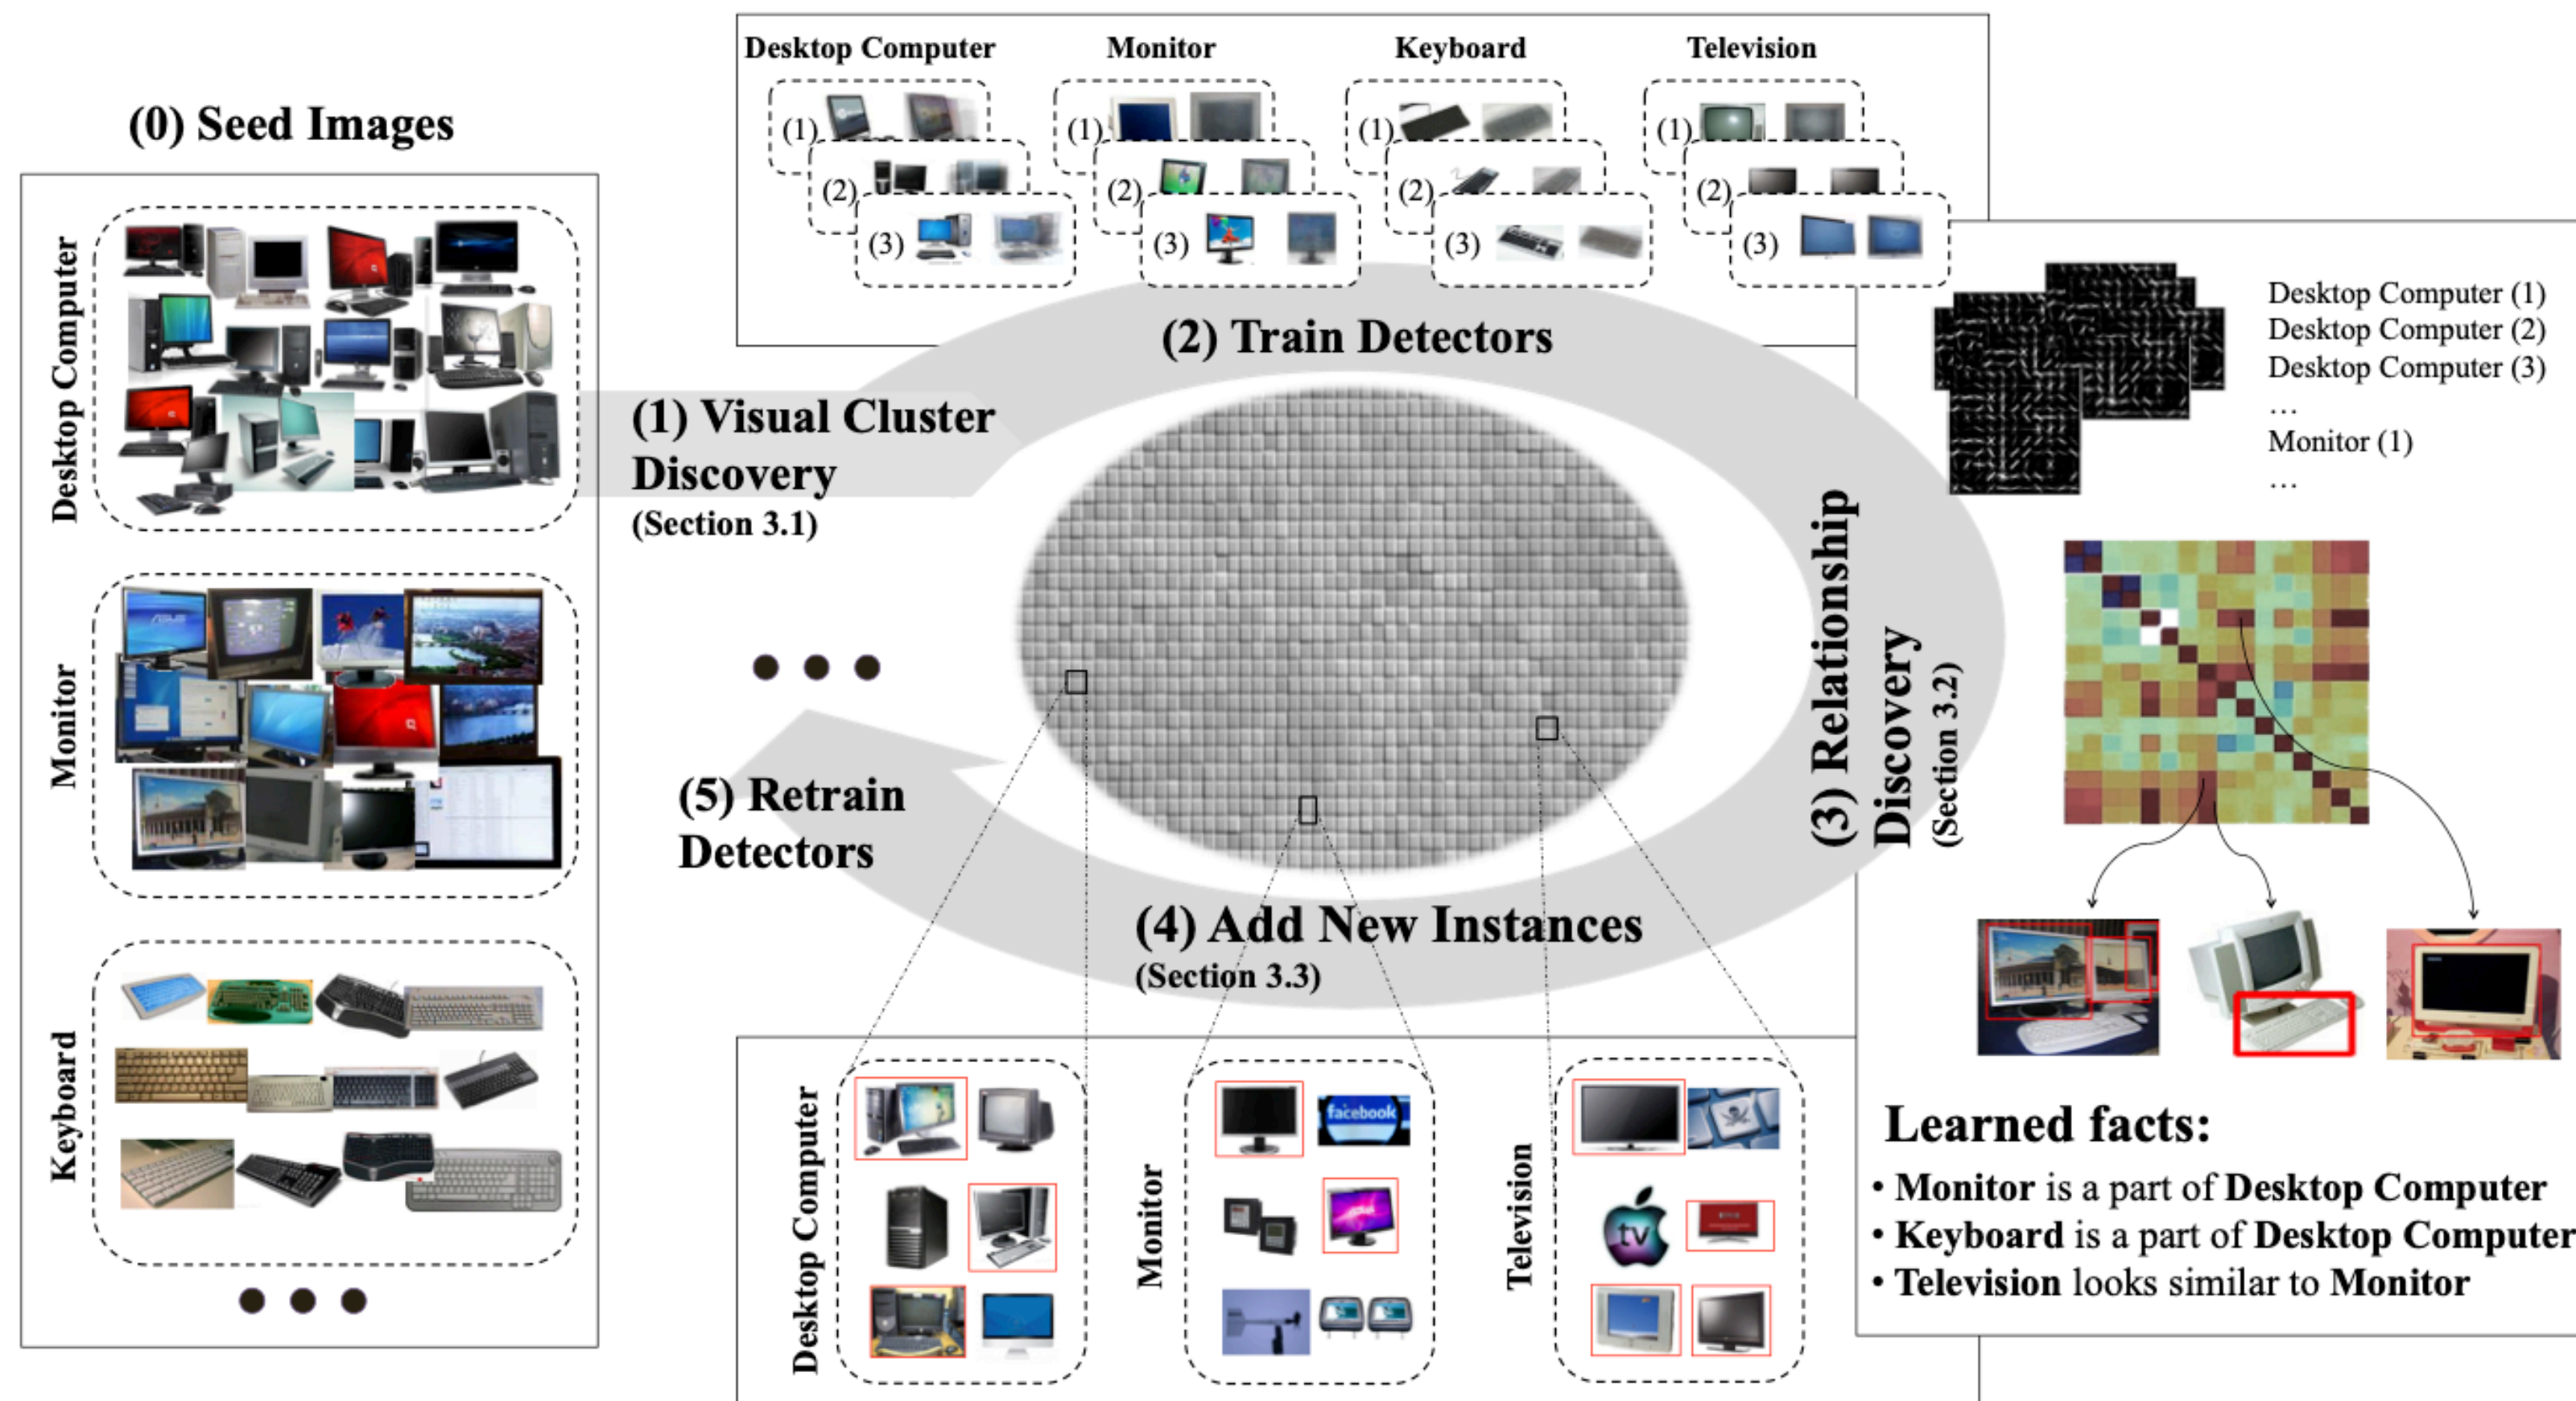 (0) Seed Images
Desktop Computer
Monitor
Keyboard
Desktop Computer
Monitor
Keyboard
Television
(1)
(2)
(3)
(1)
(2)
(3)
(1)
(2)
(3)
(1)
(2)
(3)
(1) Visual Cluster
Discovery
(Section 3.1)
(2) Train Detectors
(3) Relationship
Discovery
(Section 3.2)
Desktop Computer (1)
Desktop Computer (2)
Desktop Computer (3)
...
Monitor (1)
...
(4) Add New Instances
(Section 3.3)
(5) Retrain
Detectors
Desktop Computer
Monitor
facebook
Television
tv
Learned facts:
• Monitor is a part of Desktop Computer
• Keyboard is a part of Desktop Computer
• Television looks similar to Monitor